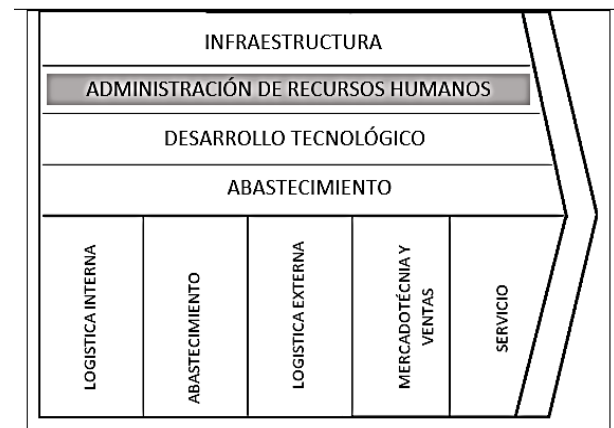 INFRAESTRUCTURA
ADMINISTRACIÓN DE RECURSOS HUMANOS
DESARROLLO TECNOLÓGICO
ABASTECIMIENTO
LOGISTICA INTERNA
ABASTECIMIENTO
LOGISTICA EXTERNA
MERCADOTÉCNIA Y
VENTAS
SERVICIO